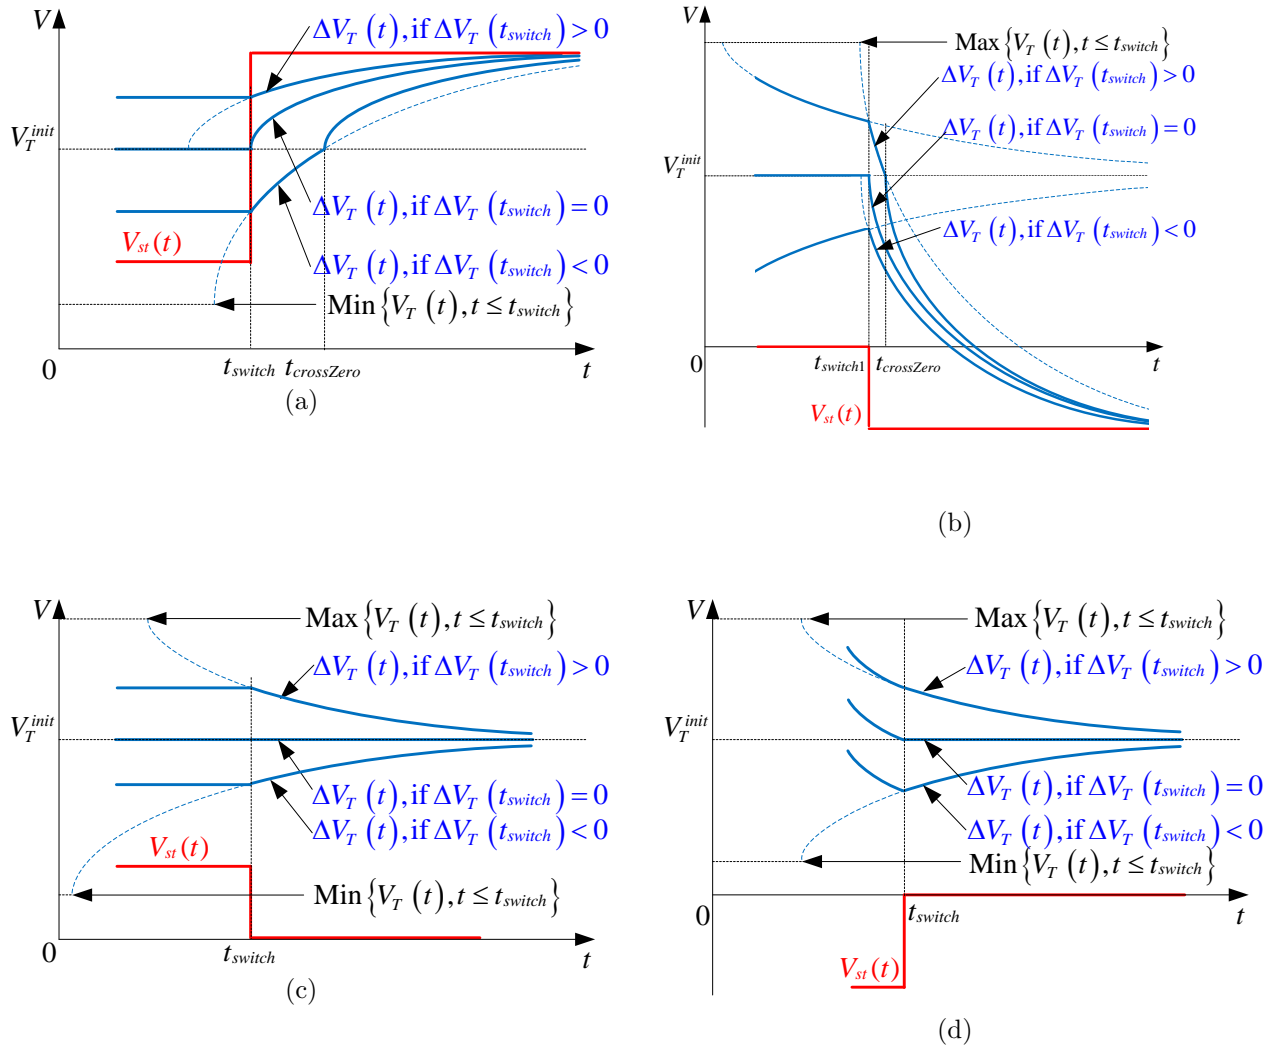 V
ΔV_T (t), if ΔV_T (t_switch) > 0
V_T^init
ΔV_T (t), if ΔV_T (t_switch) = 0
V_st(t)
ΔV_T (t), if ΔV_T (t_switch) < 0
Min{V_T (t), t ≤ t_switch}
0
t_switch
t_crossZero
t
(a)
V
Max{V_T (t), t ≤ t_switch}
ΔV_T (t), if ΔV_T (t_switch) > 0
ΔV_T (t), if ΔV_T (t_switch) = 0
V_T^init
ΔV_T (t), if ΔV_T (t_switch) < 0
0
t_switch1
t_crossZero
t
V_st(t)
(b)
V
Max{V_T (t), t ≤ t_switch}
ΔV_T (t), if ΔV_T (t_switch) > 0
V_T^init
ΔV_T (t), if ΔV_T (t_switch) = 0
ΔV_T (t), if ΔV_T (t_switch) < 0
V_st(t)
Min{V_T (t), t ≤ t_switch}
0
t_switch
t
(c)
V
Max{V_T (t), t ≤ t_switch}
ΔV_T (t), if ΔV_T (t_switch) > 0
V_T^init
ΔV_T (t), if ΔV_T (t_switch) = 0
ΔV_T (t), if ΔV_T (t_switch) < 0
Min{V_T (t), t ≤ t_switch}
0
t_switch
t
V_st(t)
(d)